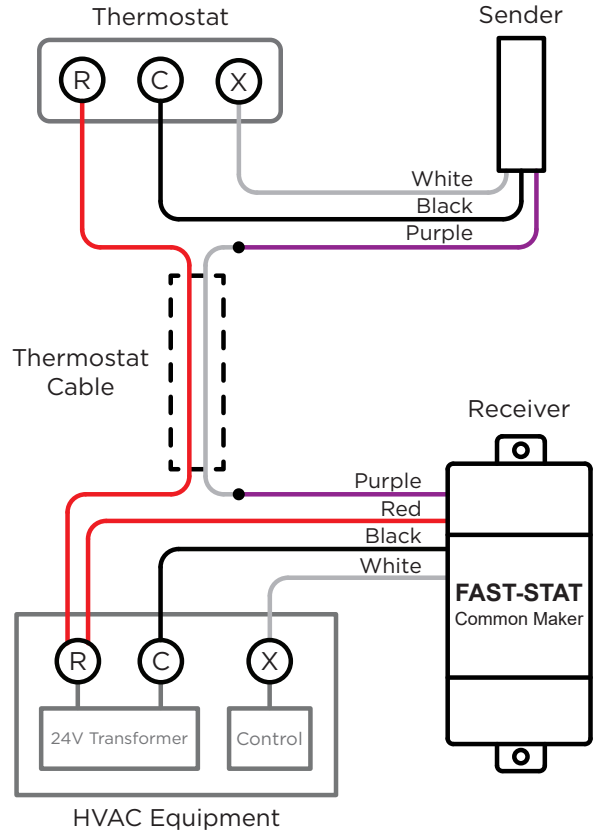 Thermostat
Sender
R
C
X
White
Black
Purple
Thermostat
Cable
Receiver
Purple
Red
Black
White
FAST-STAT
Common Maker
R
C
X
24V Transformer
Control
HVAC Equipment